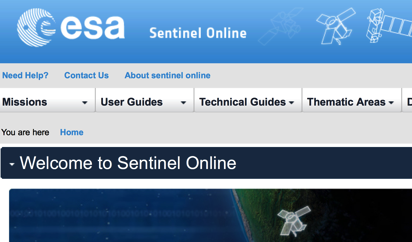 esa Sentinel Online
Need Help? Contact Us About sentinel online
Missions User Guides Technical Guides Thematic Areas
You are here Home
Welcome to Sentinel Online